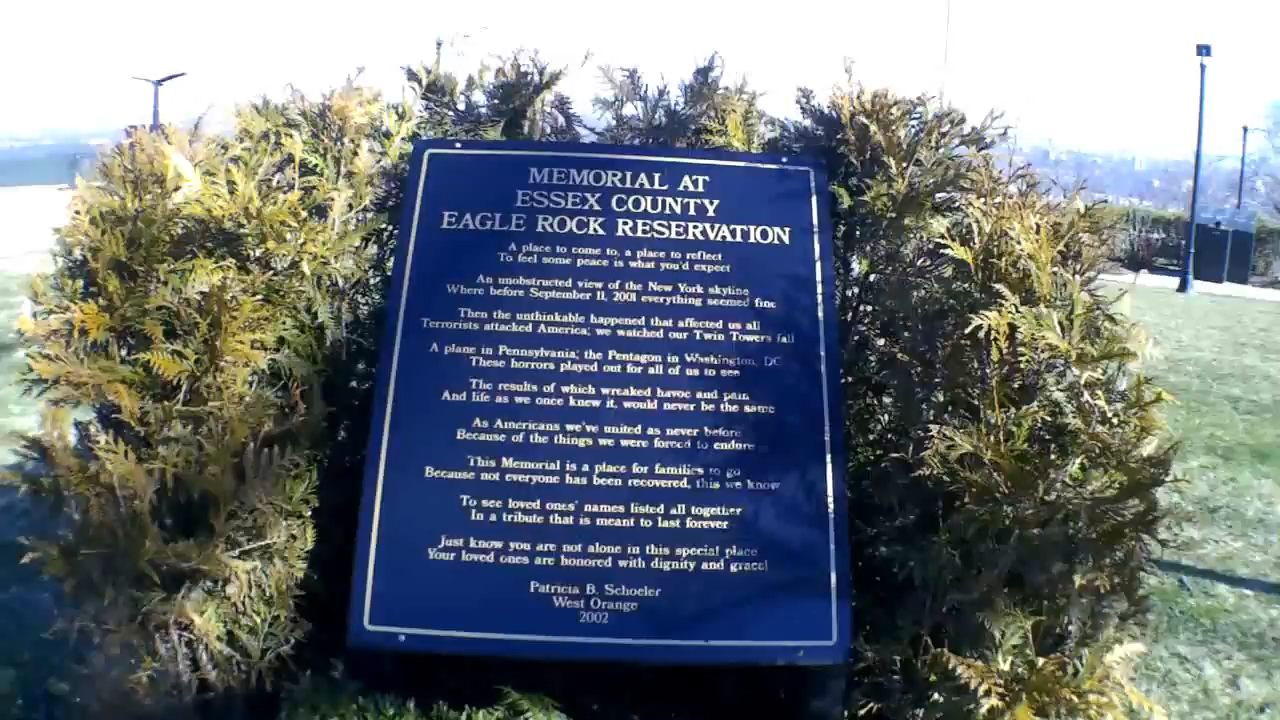 MEMORIAL AT
ESSEX COUNTY
EAGLE ROCK RESERVATION
A place to come to, a place to reflect
To feel some peace is what you'd expect
An unobstructed view of the New York skyline
Where before September 11, 2001 everything seemed fine
Then the unthinkable happened that affected us all
Terrorists attacked America; we watched our Twin Towers fall
A plane in Pennsylvania; the Pentagon in Washington, DC
These horrors played out for all of us to see
The results of which wreaked havoc and pain
And life as we once knew it, would never be the same
As Americans we've united as never before
Because of the things we were forced to endure
This Memorial is a place for families to go
Because not everyone has been recovered, this we know
To see loved ones' names listed all together
In a tribute that is meant to last forever
Just know you are not alone in this special place
Your loved ones are honored with dignity and grace!
Patricia B. Schoeler
West Orange
2002